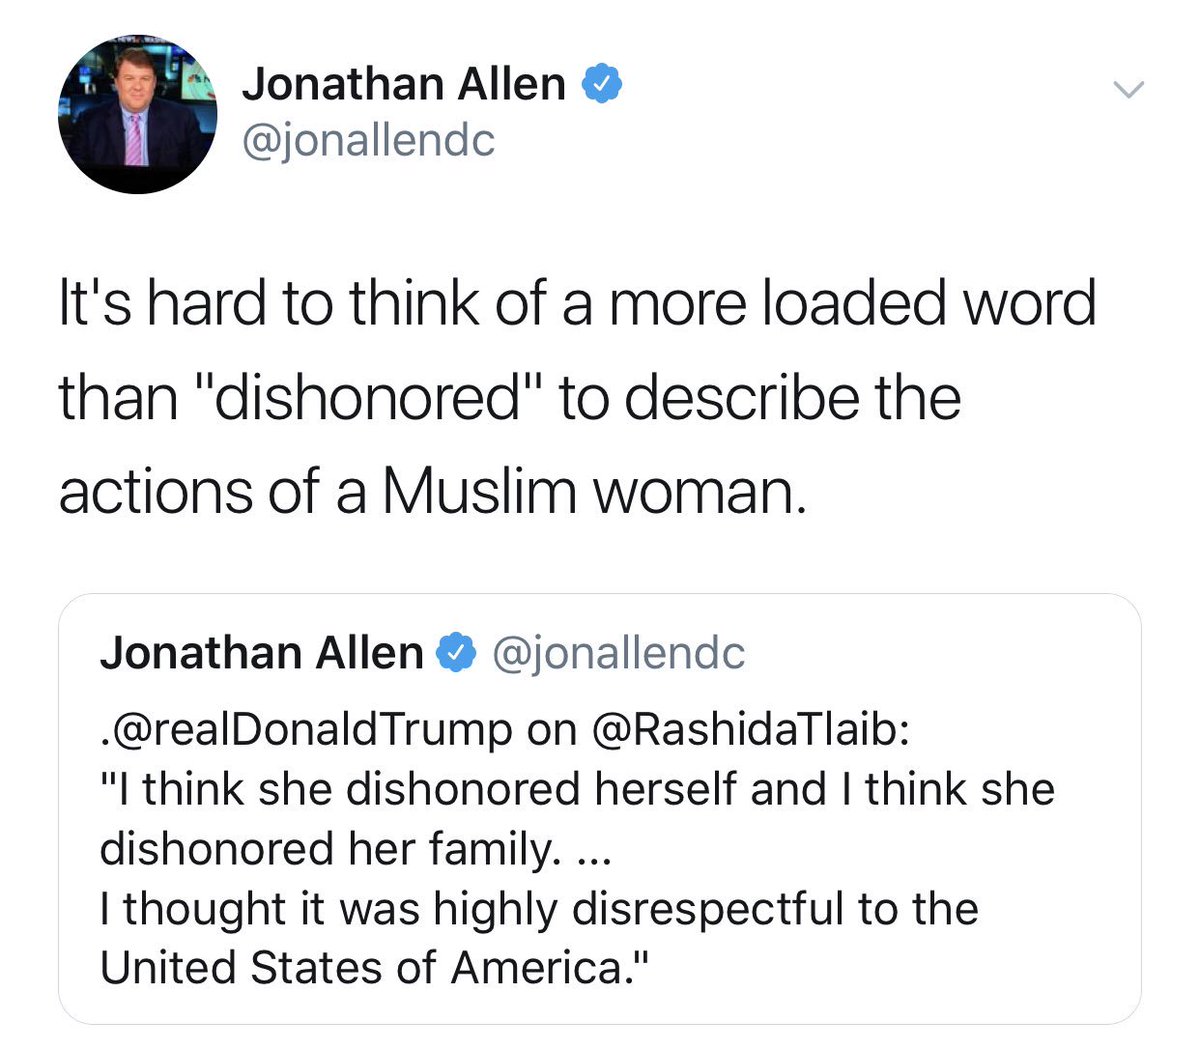 Jonathan Allen
@jonallendc
It's hard to think of a more loaded word
than "dishonored" to describe the
actions of a Muslim woman.
Jonathan Allen @jonallendc
.@realDonaldTrump on @RashidaTlaib:
"I think she dishonored herself and I think she
dishonored her family. ...
I thought it was highly disrespectful to the
United States of America."